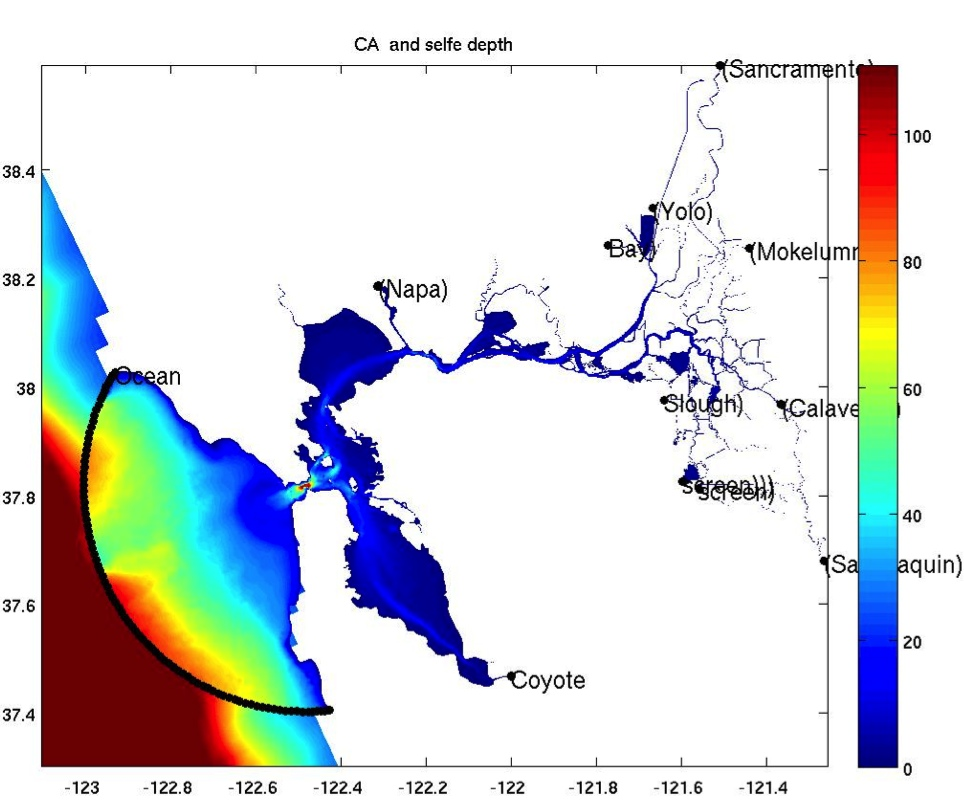 CA and selfe depth
(Sancramento)
100
38.4
(Yolo)
Bay)
(Mokelumn
80
38.2
(Napa)
60
38
Ocean
Slough)
(Calave )
37.8
screen)))
screen)
40
(Sa aquin)
37.6
20
Coyote
37.4
0
-123 -122.8 -122.6 -122.4 -122.2 -122 -121.8 -121.6 -121.4